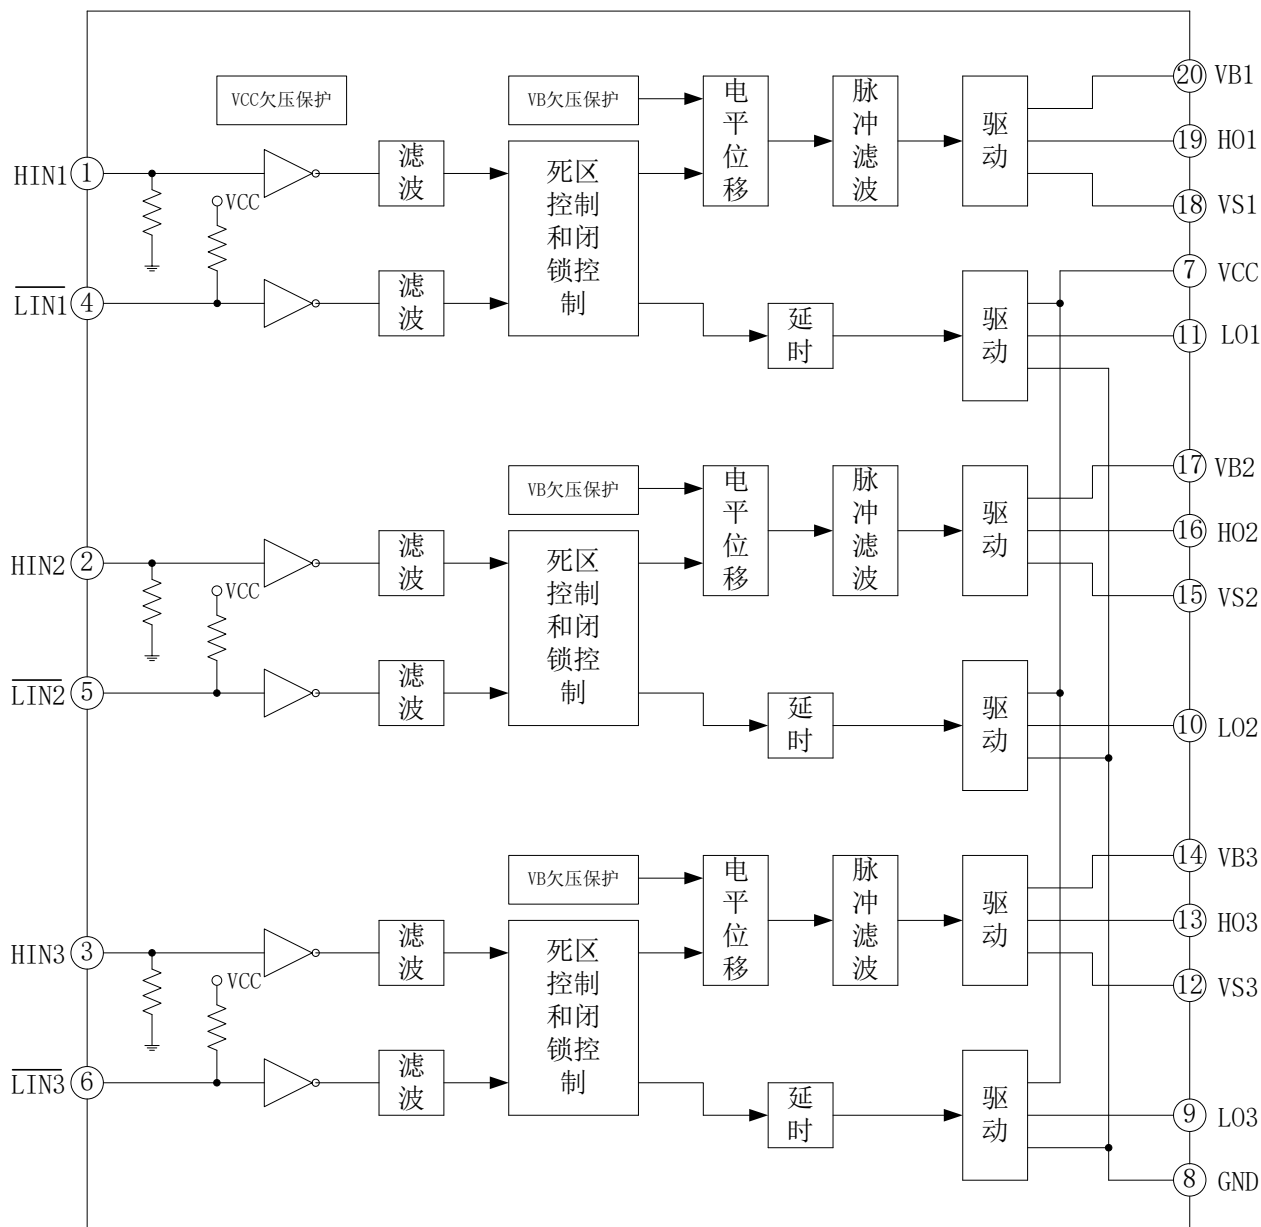 VCC欠压保护
VB欠压保护
电平位移
脉冲滤波
驱动
20 VB1
19 HO1
18 VS1
HIN1 1
滤波
死区控制和闭锁控制
VCC
7 VCC
LIN1 4
滤波
延时
驱动
11 LO1
VB欠压保护
电平位移
脉冲滤波
驱动
17 VB2
16 HO2
15 VS2
HIN2 2
滤波
死区控制和闭锁控制
VCC
LIN2 5
滤波
延时
驱动
10 LO2
VB欠压保护
电平位移
脉冲滤波
驱动
14 VB3
13 HO3
12 VS3
HIN3 3
滤波
死区控制和闭锁控制
VCC
LIN3 6
滤波
延时
驱动
9 LO3
8 GND